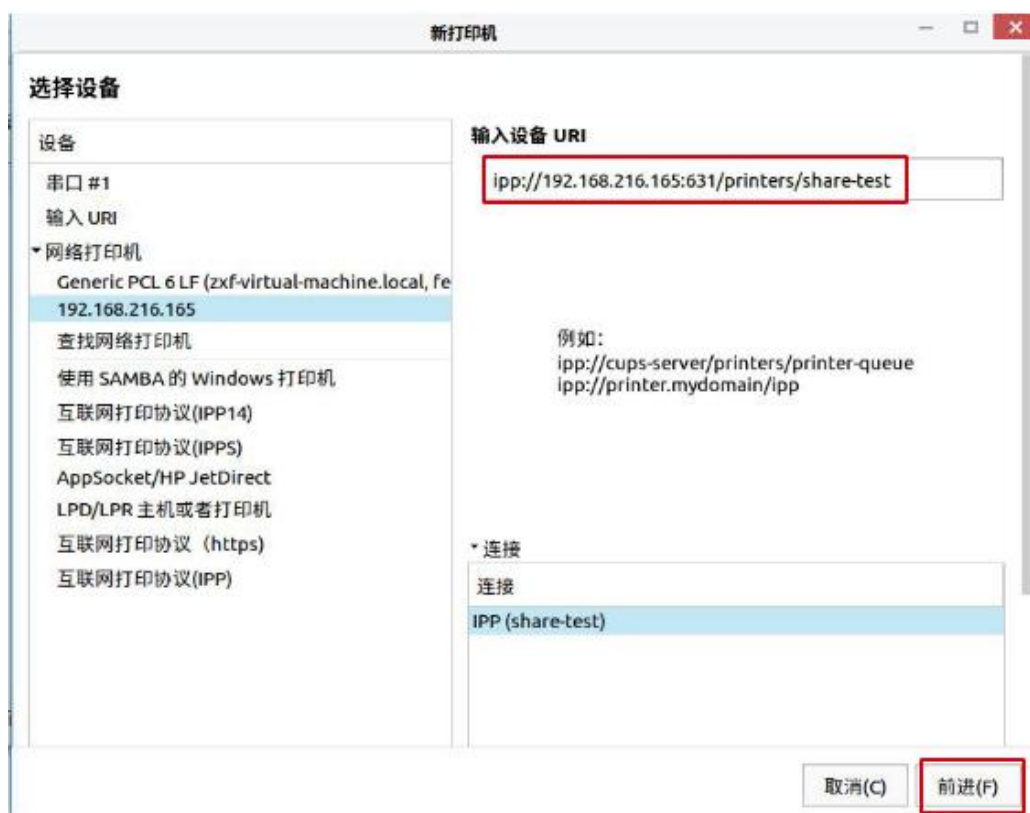 新打印机
选择设备
设备
串口 #1
输入 URI
网络打印机
Generic PCL 6 LF (zxf-virtual-machine.local, fe
192.168.216.165
查找网络打印机
使用 SAMBA 的 Windows 打印机
互联网打印协议(IPP14)
互联网打印协议(IPPS)
AppSocket/HP JetDirect
LPD/LPR 主机或者打印机
互联网打印协议（https)
互联网打印协议(IPP)
输入设备 URI
ipp://192.168.216.165:631/printers/share-test
例如：
ipp://cups-server/printers/printer-queue
ipp://printer.mydomain/ipp
连接
连接
IPP (share-test)
取消(C)
前进(F)